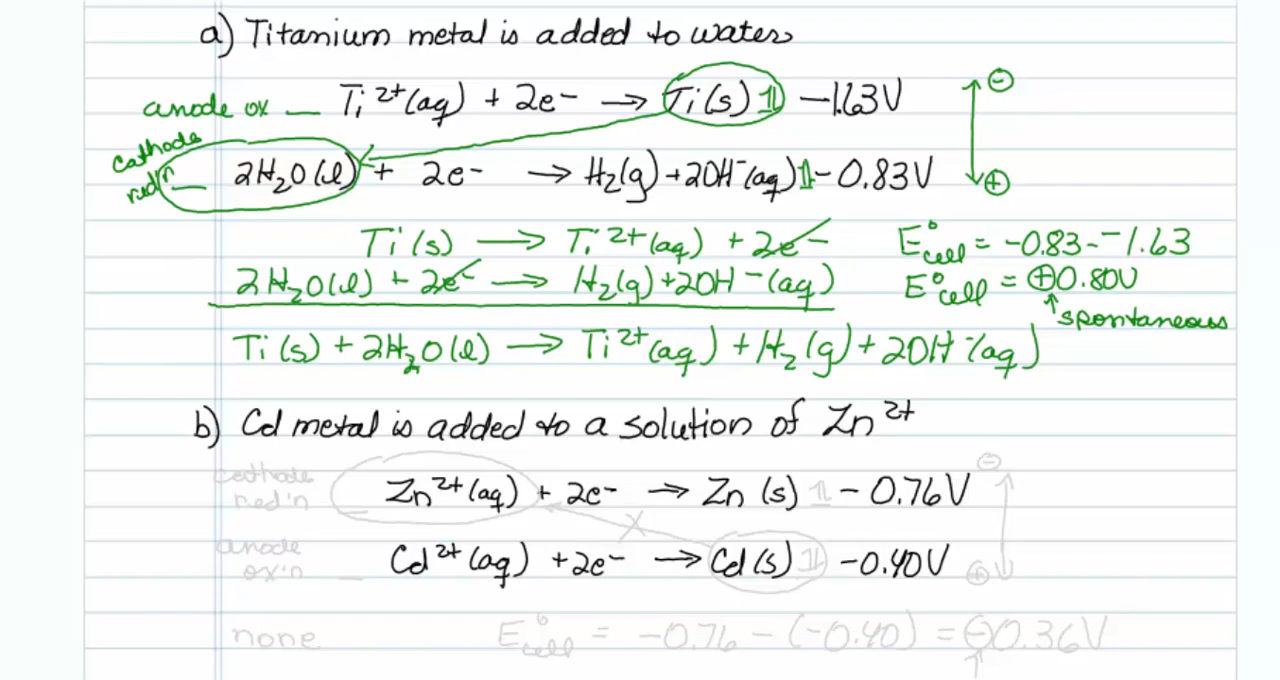 a) Titanium metal is added to water
anode ox — Ti²⁺(aq) + 2e⁻ → Ti(s) ⥮ -1.63V ⊖
cathode red'n — 2H₂O(l) + 2e⁻ → H₂(g) + 2OH⁻(aq) ⥮ -0.83V ⊕
Ti(s) → Ti²⁺(aq) + 2e⁻ E°cell = -0.83 - -1.63
2H₂O(l) + 2e⁻ → H₂(g) + 2OH⁻(aq) E°cell = ⊕0.80V
↑spontaneous
Ti(s) + 2H₂O(l) → Ti²⁺(aq) + H₂(g) + 2OH⁻(aq)
b) Cd metal is added to a solution of Zn²⁺
cathode red'n — Zn²⁺(aq) + 2e⁻ → Zn(s) ⥮ -0.76V ⊖
anode ox'n — Cd²⁺(aq) + 2e⁻ → Cd(s) ⥮ -0.40V ⊕
none E°cell = -0.76 - (-0.40) = ⊖0.36V